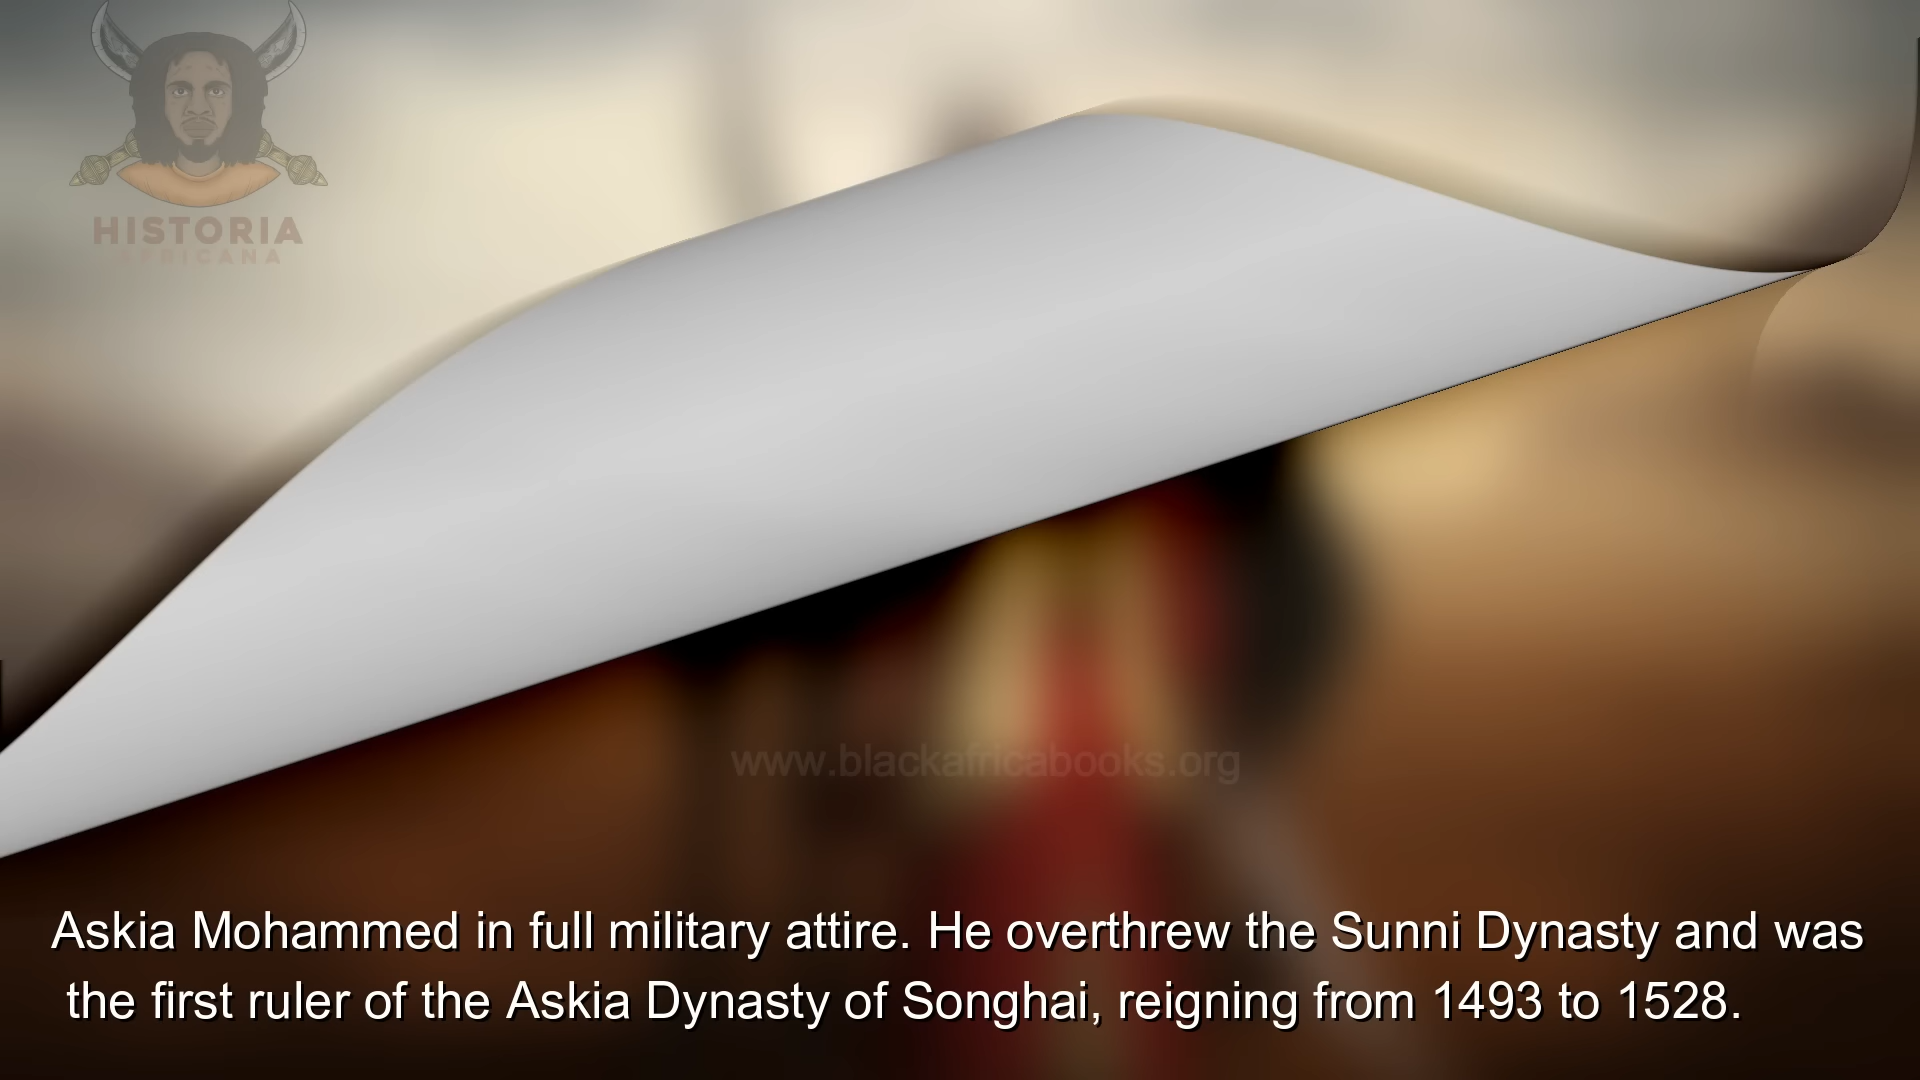 HISTORIA
AFRICANA
www.blackafricabooks.org
Askia Mohammed in full military attire. He overthrew the Sunni Dynasty and was
the first ruler of the Askia Dynasty of Songhai, reigning from 1493 to 1528.